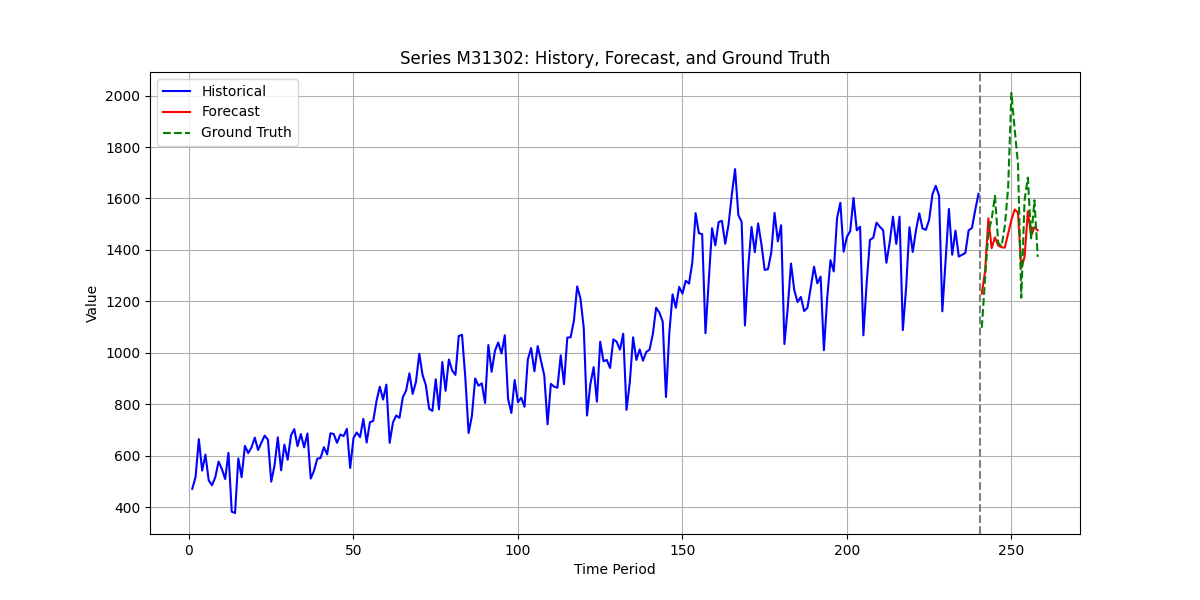 Series M31302: History, Forecast, and Ground Truth
Historical
Forecast
Ground Truth
2000
1800
1600
1400
1200
1000
800
600
400
0
50
100
150
200
250
Value
Time Period